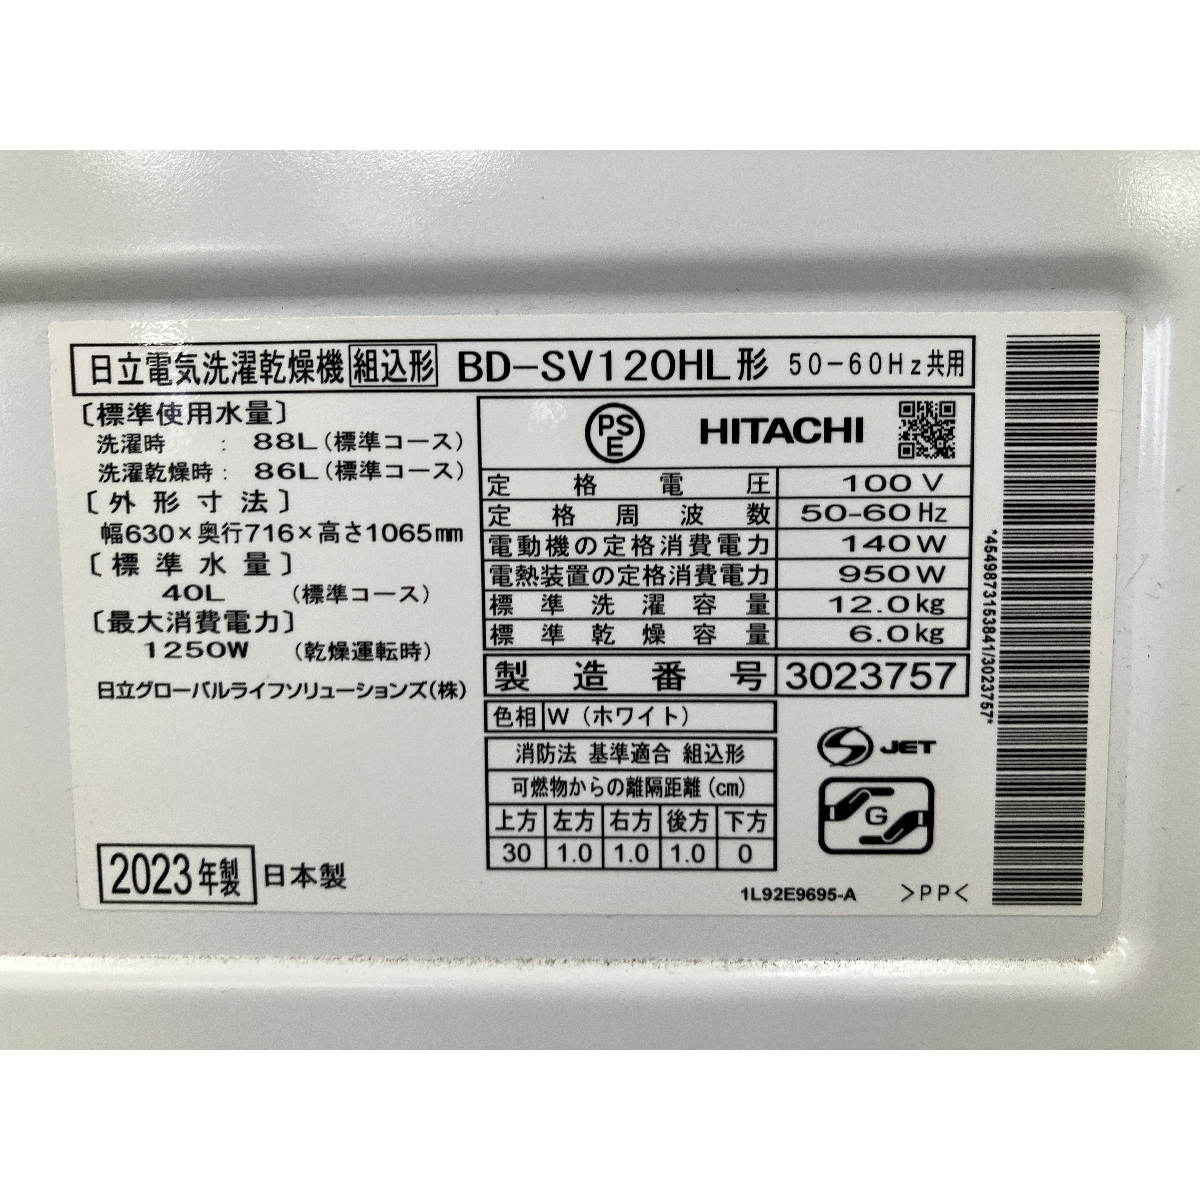 日立電気洗濯乾燥機 組込形 BD-SV120HL形 50-60Hz共用
〔標準使用水量〕
洗濯時 : 88L(標準コース)
洗濯乾燥時: 86L(標準コース)
〔外形寸法〕
幅630×奥行716×高さ1065mm
〔標準水量〕
40L (標準コース)
〔最大消費電力〕
1250W (乾燥運転時)
日立グローバルライフソリューションズ(株)
2023年製 日本製
PSE HITACHI
定格電圧 100V
定格周波数 50-60Hz
電動機の定格消費電力 140W
電熱装置の定格消費電力 950W
標準洗濯容量 12.0kg
標準乾燥容量 6.0kg
製造番号 3023757
色相 W(ホワイト)
消防法 基準適合 組込形
可燃物からの離隔距離(cm)
上方 左方 右方 後方 下方
30 1.0 1.0 1.0 0
S JET
G
1L92E9695-A >PP<
*4549873153841/3023757*